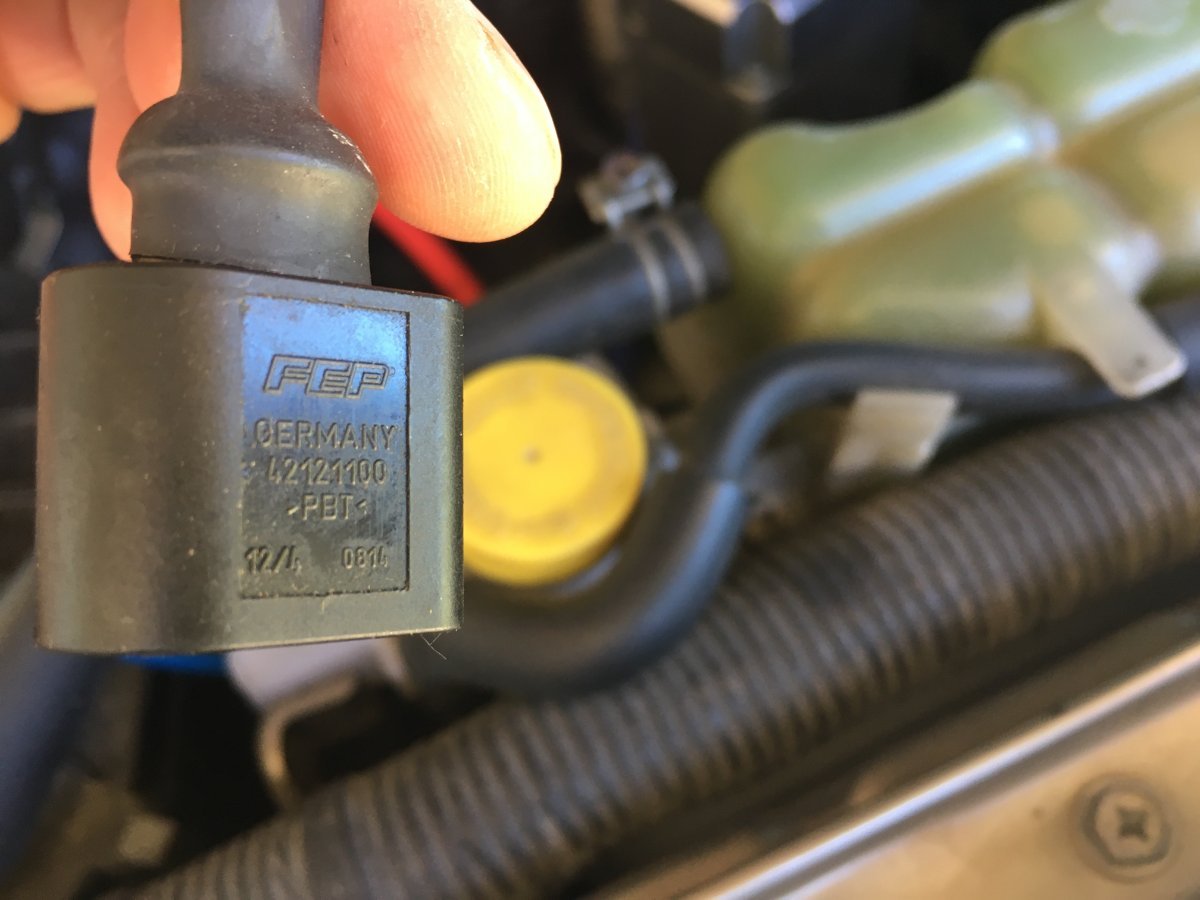 FEP®
GERMANY
42121100
>PBT<
12/4 0814